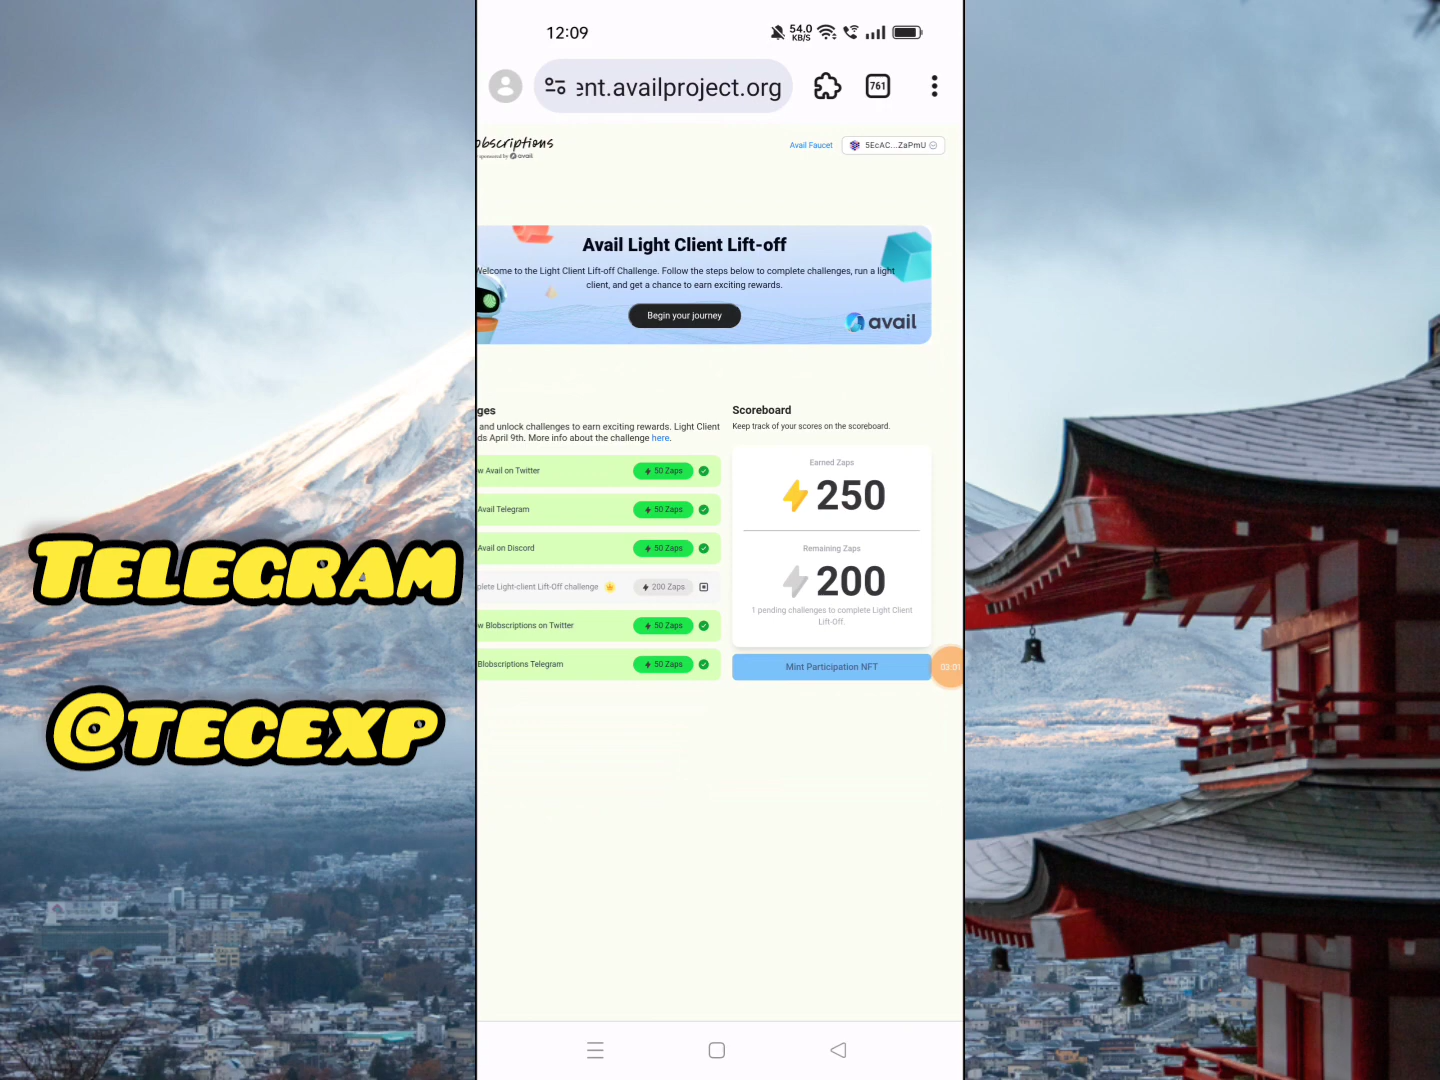 12:09
54.0
KB/S
ent.availproject.org
761
obscriptions
sponsored by avail
Avail Faucet
5EcAC...ZaPmU
Avail Light Client Lift-off
Welcome to the Light Client Lift-off Challenge. Follow the steps below to complete challenges, run a light
client, and get a chance to earn exciting rewards.
Begin your journey
avail
ges
and unlock challenges to earn exciting rewards. Light Client
ds April 9th. More info about the challenge here.
w Avail on Twitter
50 Zaps
Avail Telegram
50 Zaps
Avail on Discord
50 Zaps
plete Light-client Lift-Off challenge
200 Zaps
w Blobscriptions on Twitter
50 Zaps
Blobscriptions Telegram
50 Zaps
Scoreboard
Keep track of your scores on the scoreboard.
Earned Zaps
250
Remaining Zaps
200
1 pending challenges to complete Light Client
Lift-Off.
Mint Participation NFT
03:01
TELEGRAM
@TECEXP